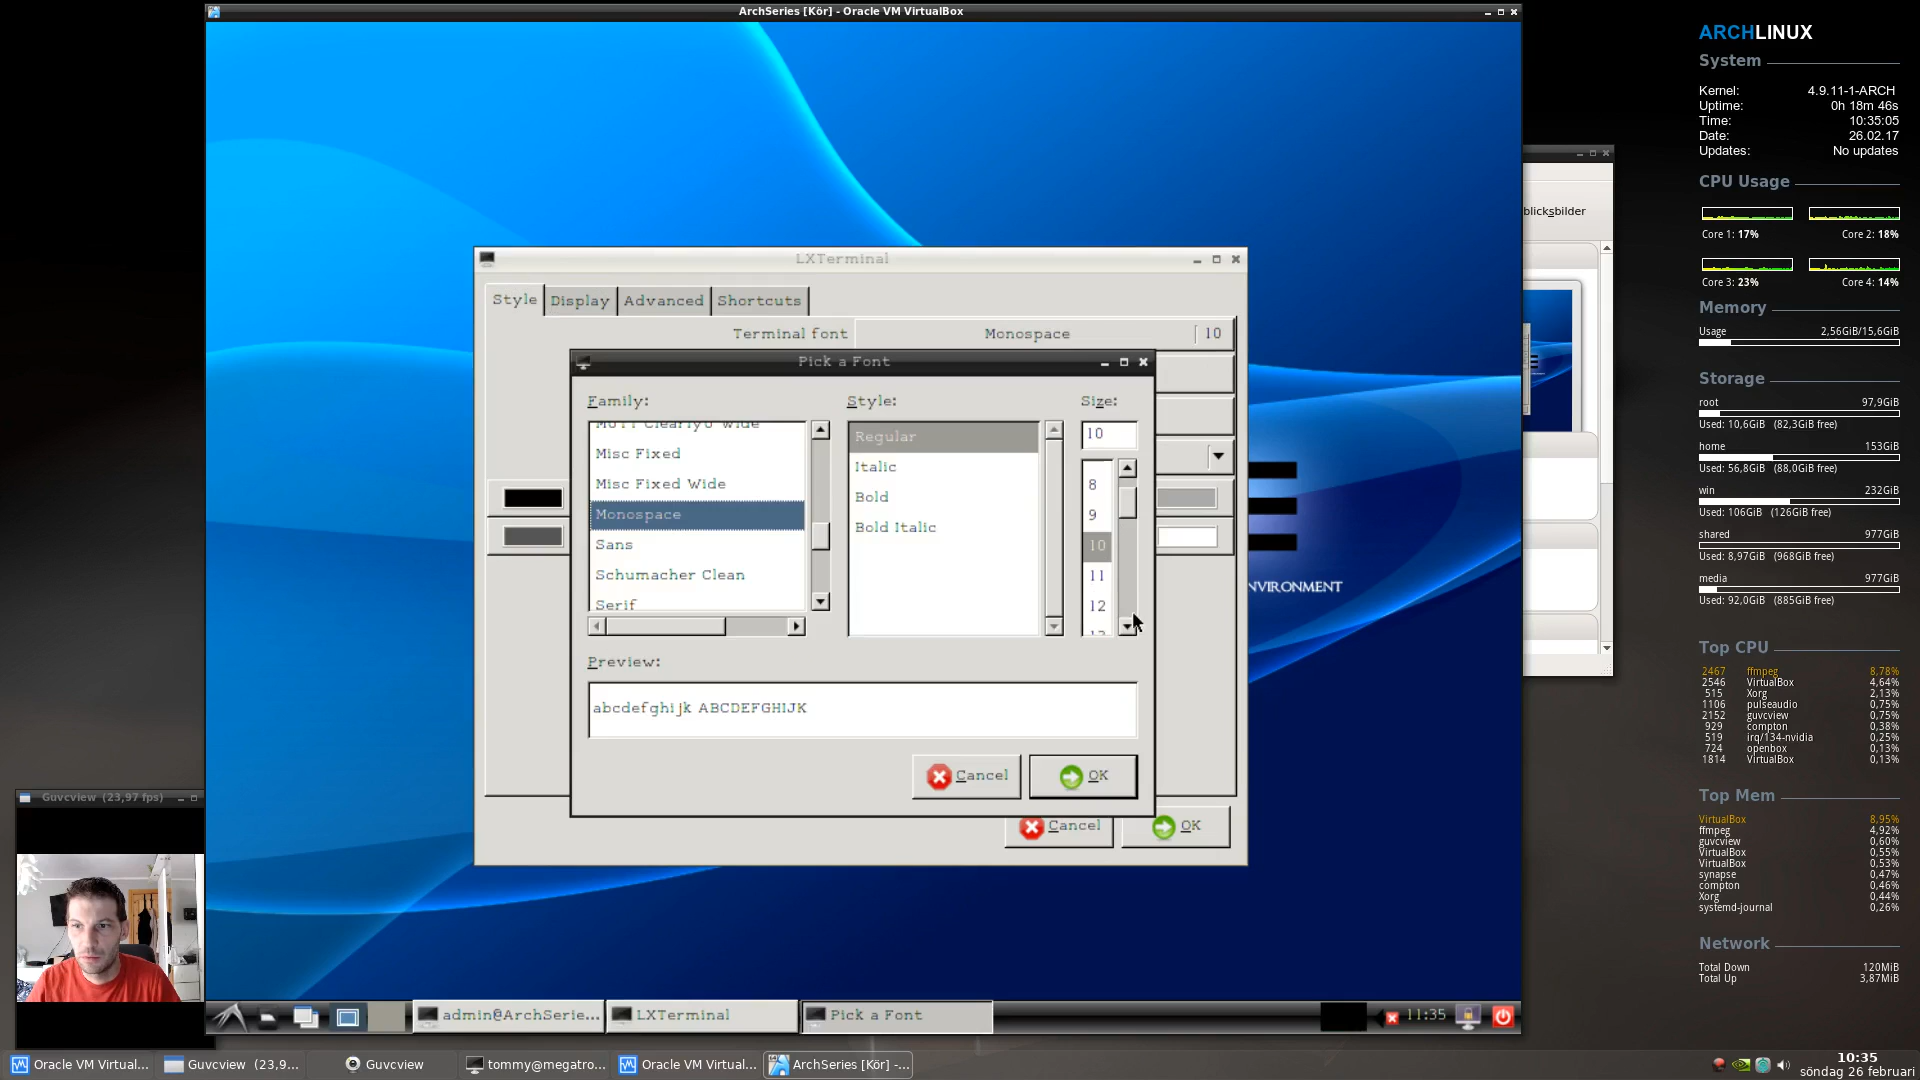 ArchSeries [Kör] - Oracle VM VirtualBox
LXTerminal
Style
Display
Advanced
Shortcuts
Terminal font
Monospace
10
Pick a Font
Family:
Style:
Size:
Misc Fixed
Misc Fixed Wide
Monospace
Sans
Schumacher Clean
Serif
Regular
Italic
Bold
Bold Italic
10
8
9
10
11
12
Preview:
abcdefghijk ABCDEFGHIJK
Cancel
OK
Cancel
OK
NVIRONMENT
blicksbilder
Guvcview (23,97 fps)
admin@ArchSerie...
LXTerminal
Pick a Font
11:35
Oracle VM Virtual...
Guvcview (23,9...
Guvcview
tommy@megatro...
Oracle VM Virtual...
ArchSeries [Kör] -...
10:35
söndag 26 februari
ARCHLINUX
System
Kernel: 4.9.11-1-ARCH
Uptime: 0h 18m 46s
Time: 10:35:05
Date: 26.02.17
Updates: No updates
CPU Usage
Core 1: 17% Core 2: 18%
Core 3: 23% Core 4: 14%
Memory
Usage 2,56GiB/15,6GiB
Storage
root 97,9GiB
Used: 10,6GiB (82,3GiB free)
home 153GiB
Used: 56,8GiB (88,0GiB free)
win 232GiB
Used: 106GiB (126GiB free)
shared 977GiB
Used: 8,97GiB (968GiB free)
media 977GiB
Used: 92,0GiB (885GiB free)
Top CPU
2467 ffmpeg 8,78%
2546 VirtualBox 4,64%
515 Xorg 2,13%
1106 pulseaudio 0,75%
2152 guvcview 0,75%
929 compton 0,38%
519 irq/134-nvidia 0,25%
724 openbox 0,13%
1814 VirtualBox 0,13%
Top Mem
VirtualBox 8,95%
ffmpeg 4,92%
guvcview 0,60%
VirtualBox 0,55%
VirtualBox 0,53%
synapse 0,47%
compton 0,46%
Xorg 0,44%
systemd-journal 0,26%
Network
Total Down 120MiB
Total Up 3,87MiB